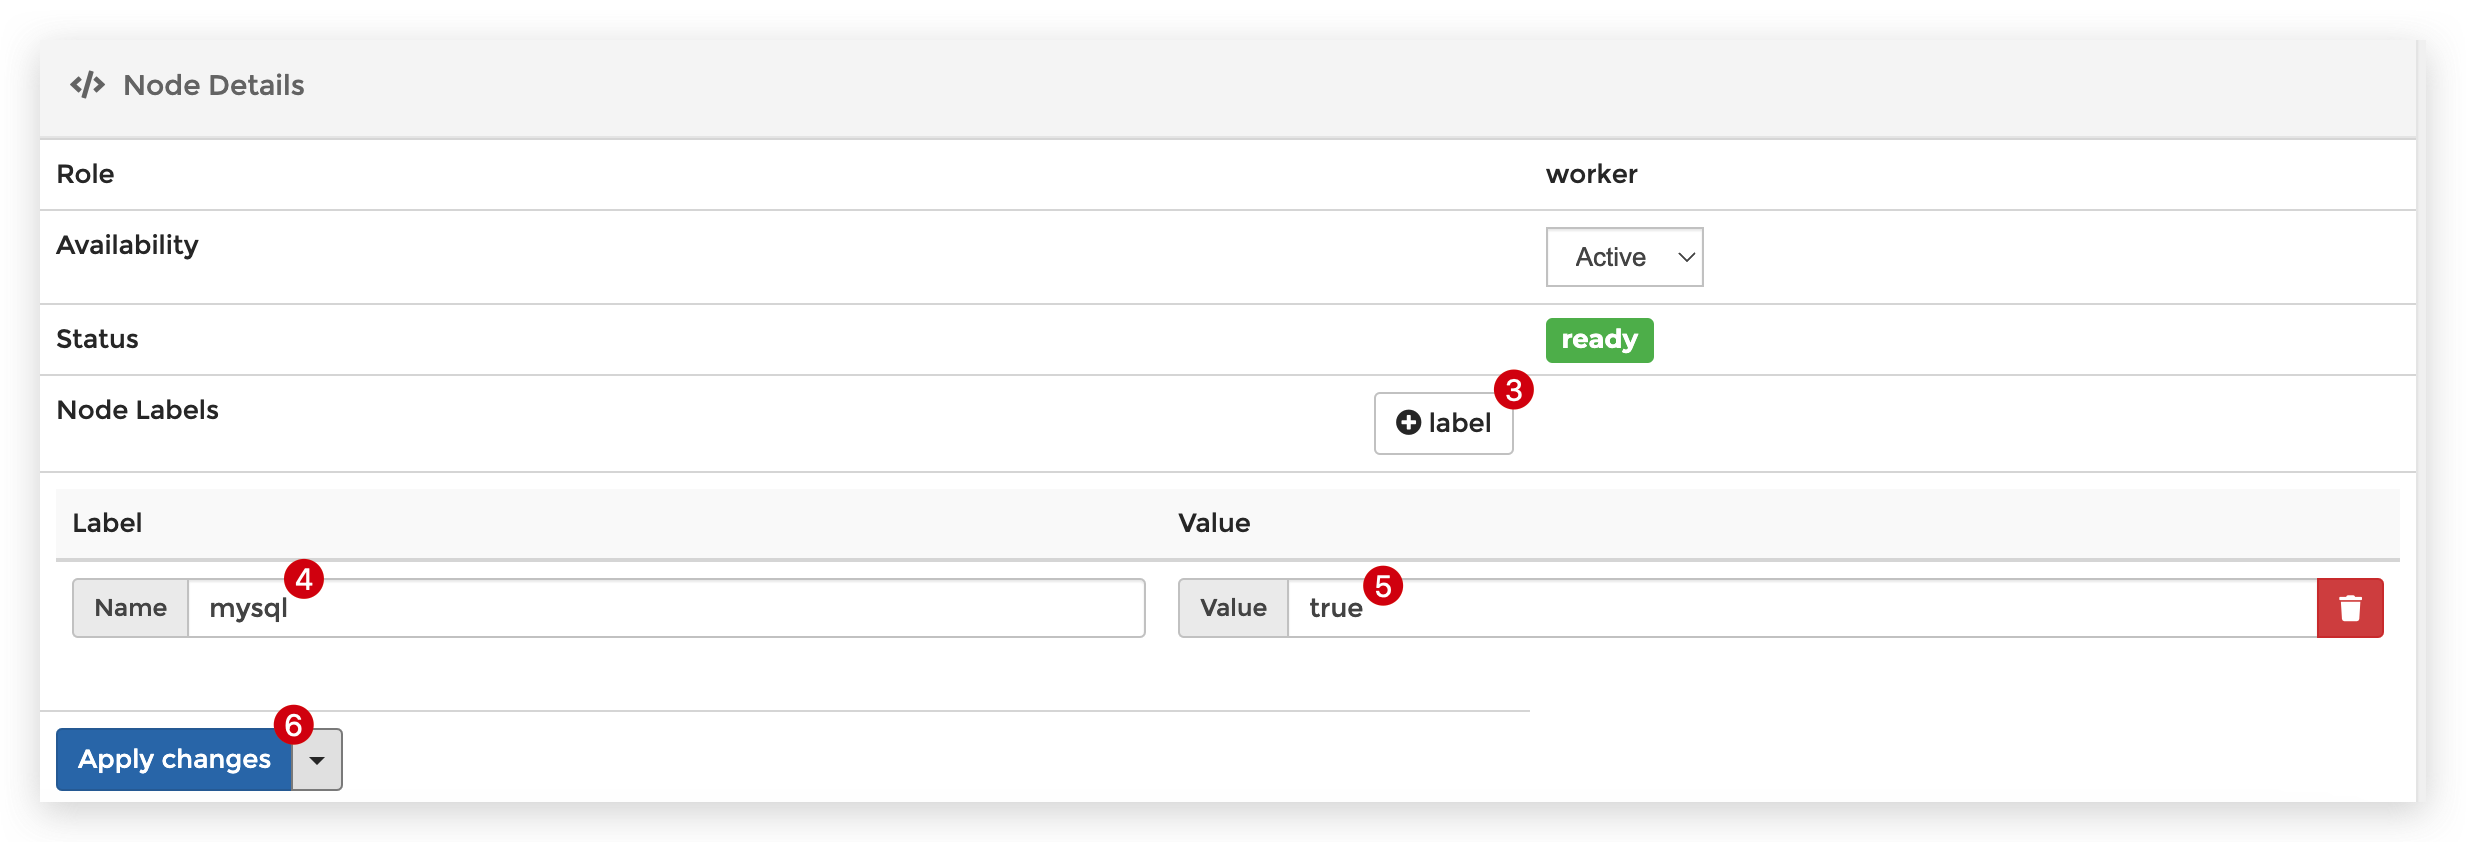 Node Details
Role worker
Availability Active
Status ready
Node Labels label 3
Label Value
Name mysql 4 Value true 5
Apply changes 6